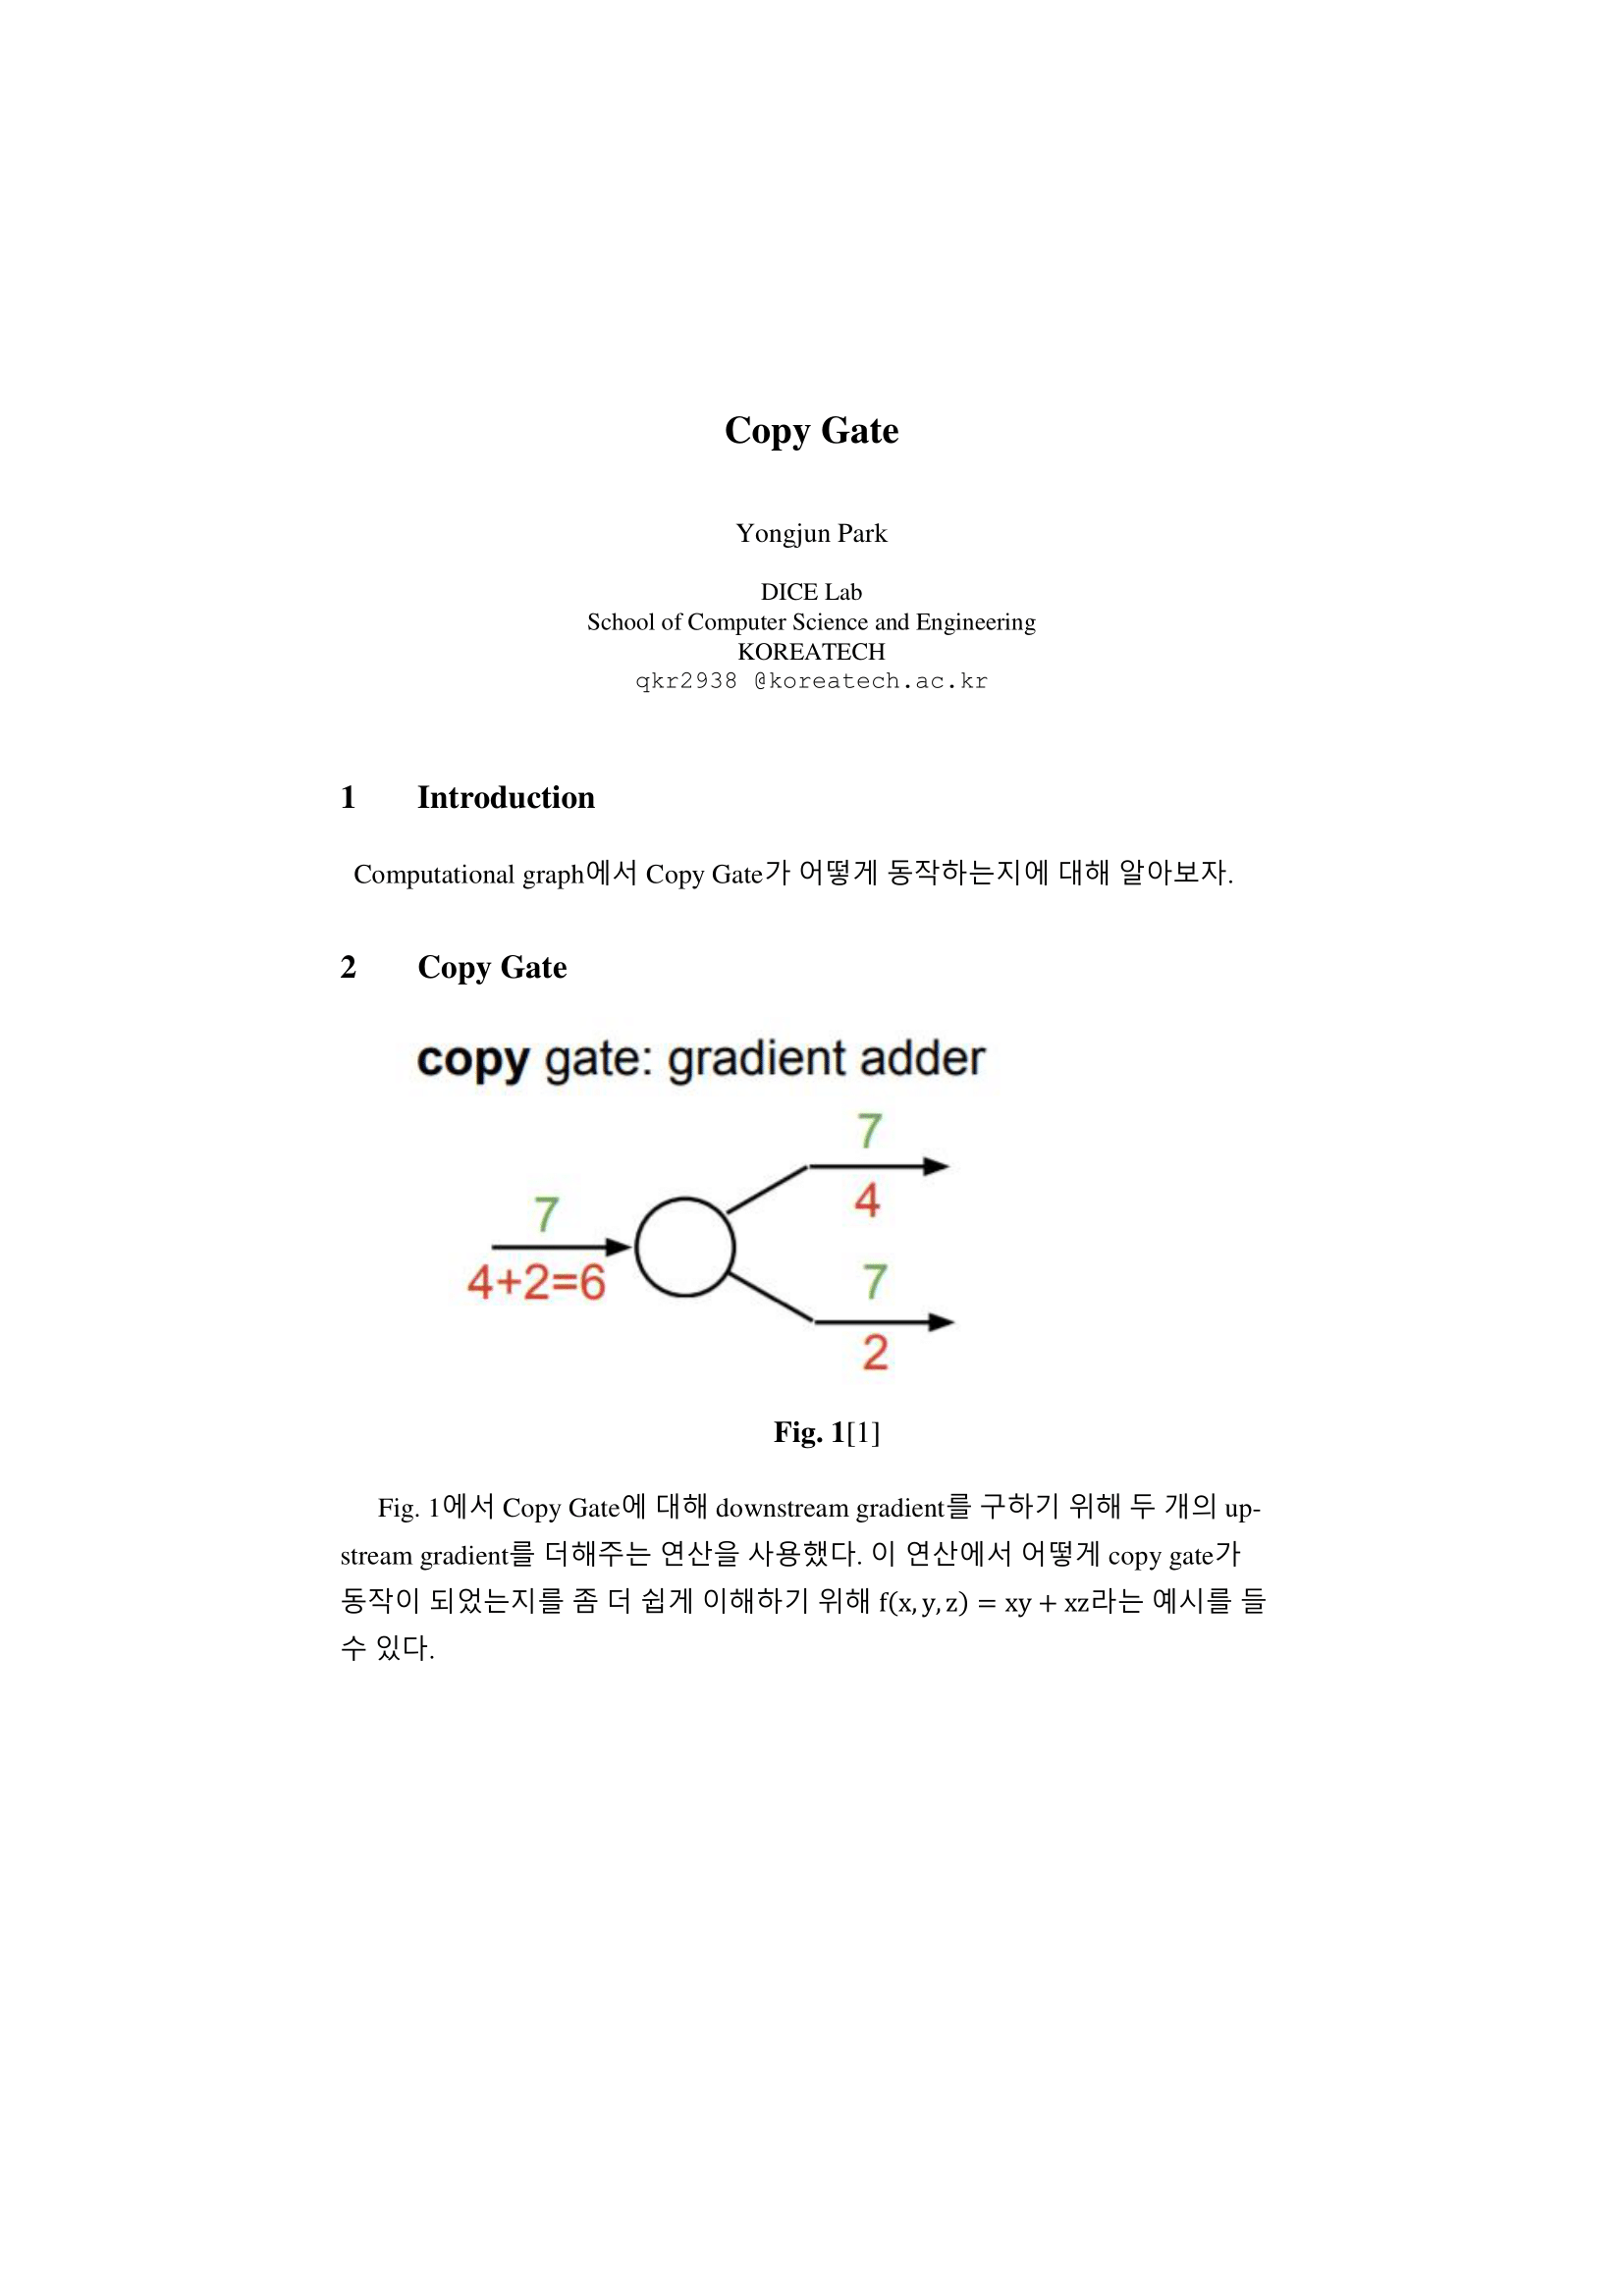 Copy Gate
Yongjun Park
DICE Lab
School of Computer Science and Engineering
KOREATECH
qkr2938 @koreatech.ac.kr
1 Introduction
Computational graph에서 Copy Gate가 어떻게 동작하는지에 대해 알아보자.
2 Copy Gate
copy gate: gradient adder
7
4
7
4+2=6
7
2
Fig. 1[1]
Fig. 1에서 Copy Gate에 대해 downstream gradient를 구하기 위해 두 개의 up-
stream gradient를 더해주는 연산을 사용했다. 이 연산에서 어떻게 copy gate가
동작이 되었는지를 좀 더 쉽게 이해하기 위해 f(x, y, z) = xy + xz라는 예시를 들
수 있다.